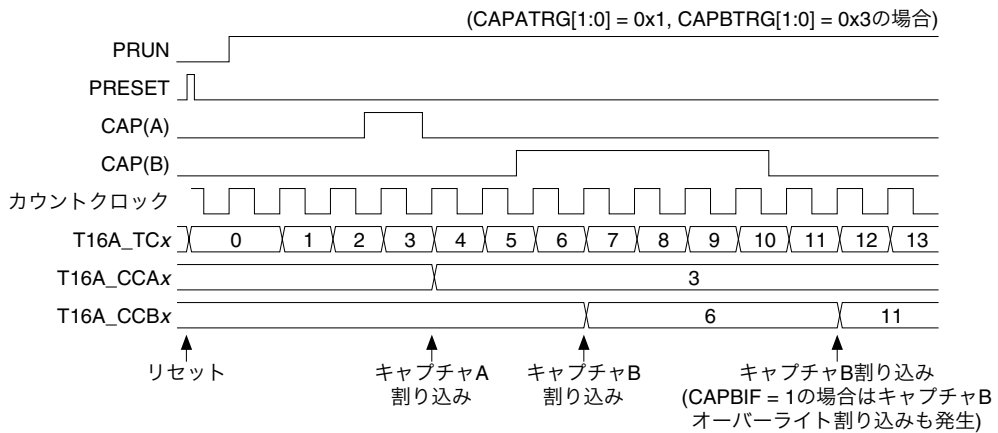 (CAPATRG[1:0] = 0x1, CAPBTRG[1:0] = 0x3の場合)
PRUN
PRESET
CAP(A)
CAP(B)
カウントクロック
T16A_TCx 0 1 2 3 4 5 6 7 8 9 10 11 12 13
T16A_CCAx 3
T16A_CCBx 6 11
リセット
キャプチャA
割り込み
キャプチャB
割り込み
キャプチャB割り込み
(CAPBIF = 1の場合はキャプチャB
オーバーライト割り込みも発生)